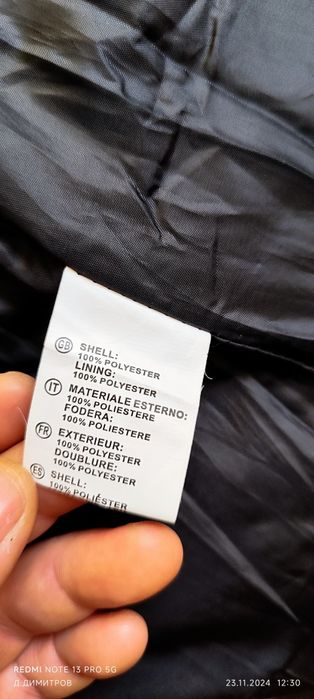 GB SHELL:
100% POLYESTER
LINING:
100% POLYESTER
IT MATERIALE ESTERNO:
100% POLIESTERE
FODERA:
100% POLIESTERE
FR EXTERIEUR:
100% POLYESTER
DOUBLURE:
100% POLYESTER
ES SHELL:
100% POLIÉSTER
REDMI NOTE 13 PRO 5G
Д.ДИМИТРОВ
23.11.2024 12:30